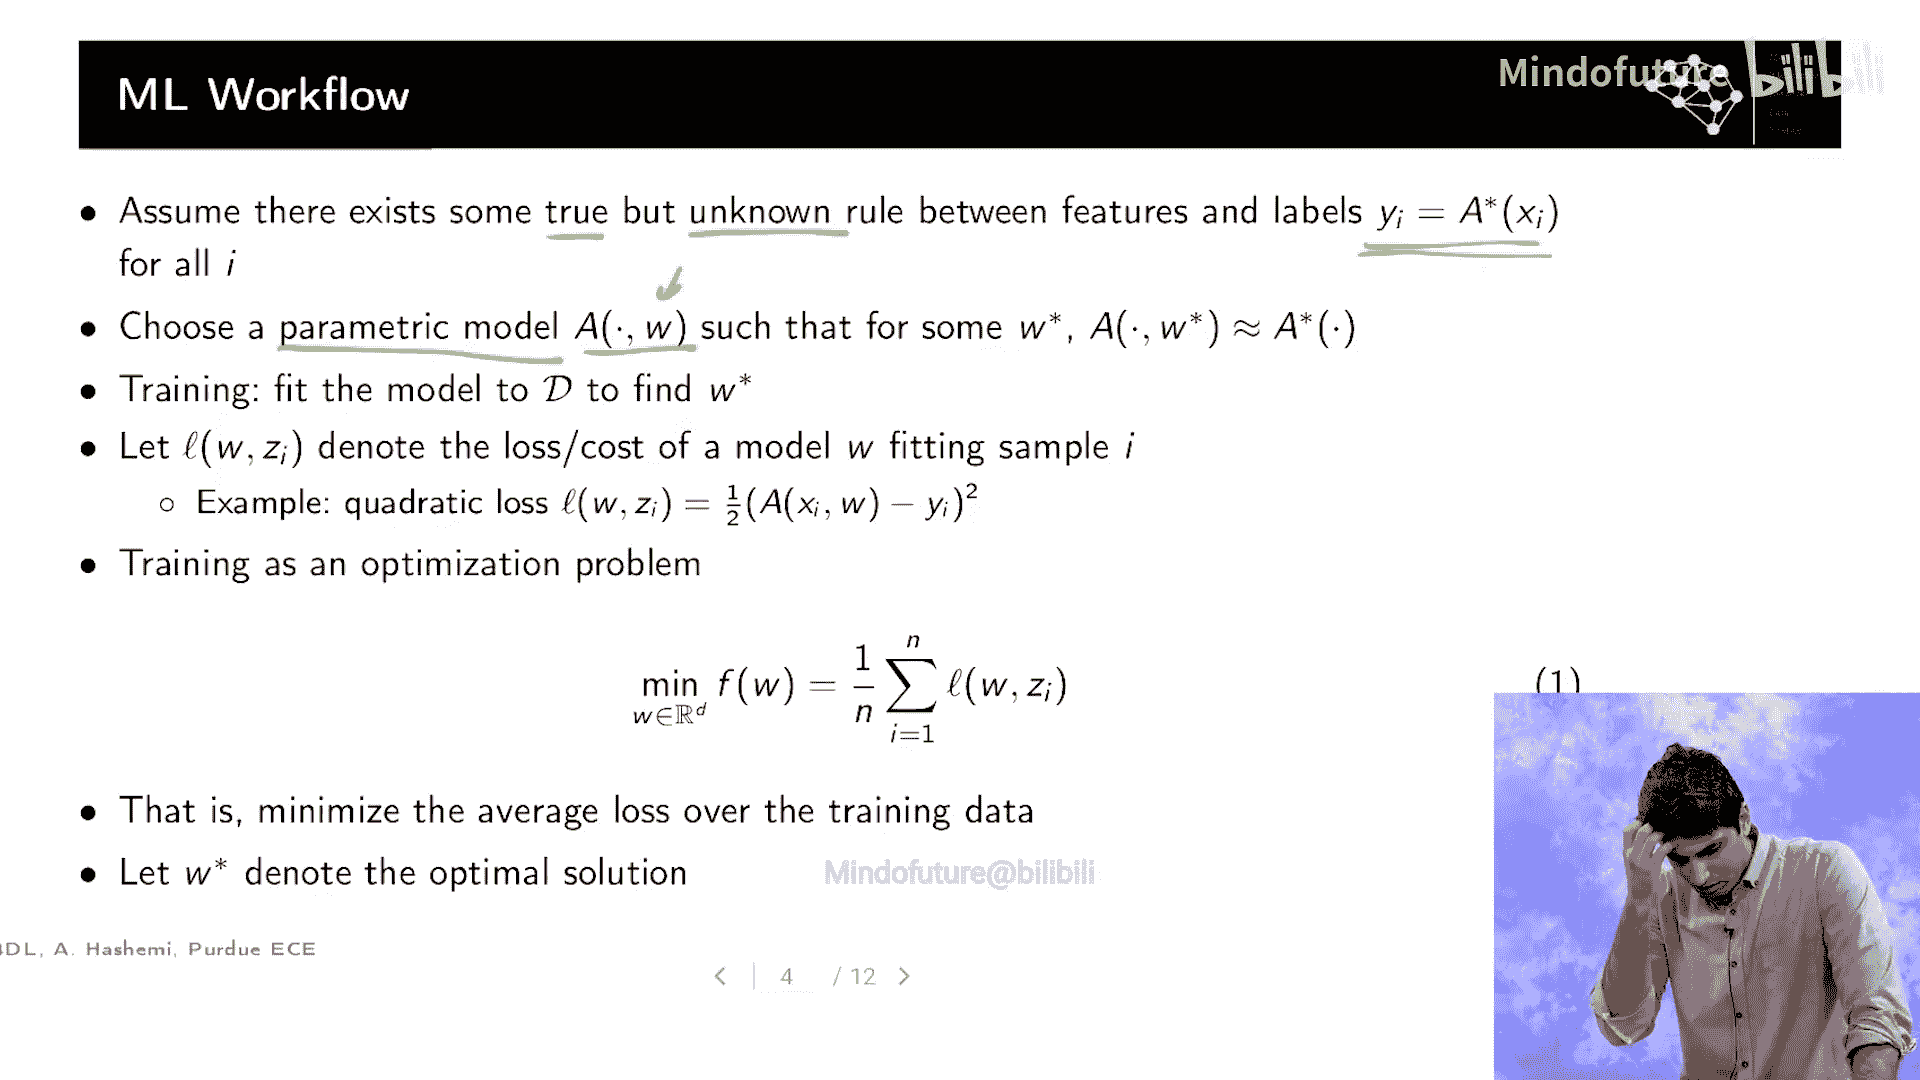 ML Workflow
Mindofuture
bilibili
• Assume there exists some true but unknown rule between features and labels yᵢ = A*(xᵢ)
for all i
• Choose a parametric model A(·, w) such that for some w*, A(·, w*) ≈ A*(·)
• Training: fit the model to 𝒟 to find w*
• Let ℓ(w, zᵢ) denote the loss/cost of a model w fitting sample i
○ Example: quadratic loss ℓ(w, zᵢ) = ½(A(xᵢ, w) − yᵢ)²
• Training as an optimization problem
min_{w∈ℝᵈ} f(w) = 1/n ∑_{i=1}^{n} ℓ(w, zᵢ) (1)
• That is, minimize the average loss over the training data
• Let w* denote the optimal solution
Mindofuture@bilibili
DL, A. Hashemi, Purdue ECE
4 / 12